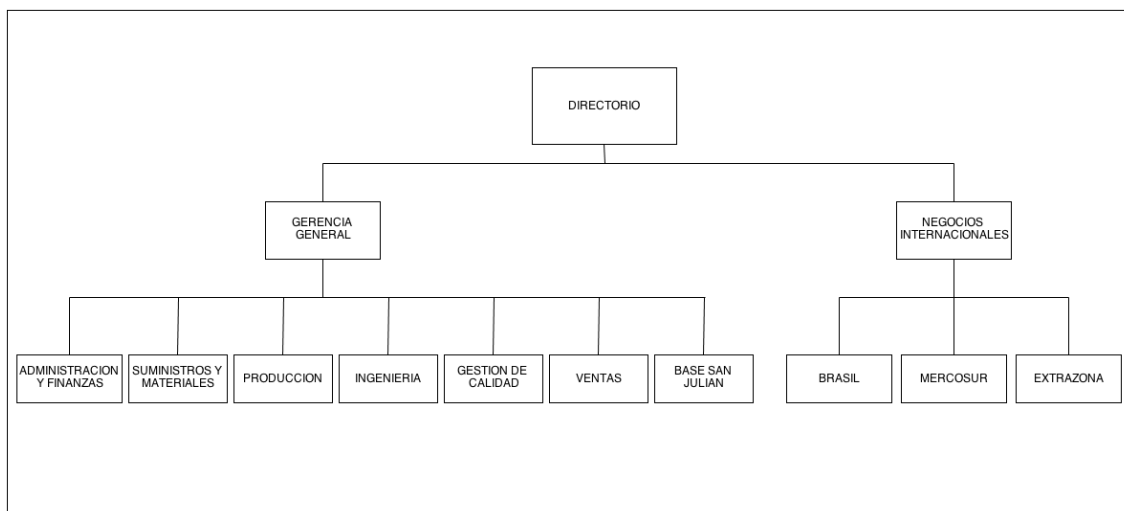 DIRECTORIO
GERENCIA
GENERAL
NEGOCIOS
INTERNACIONALES
ADMINISTRACION
Y FINANZAS
SUMINISTROS Y
MATERIALES
PRODUCCION
INGENIERIA
GESTION DE
CALIDAD
VENTAS
BASE SAN
JULIAN
BRASIL
MERCOSUR
EXTRAZONA